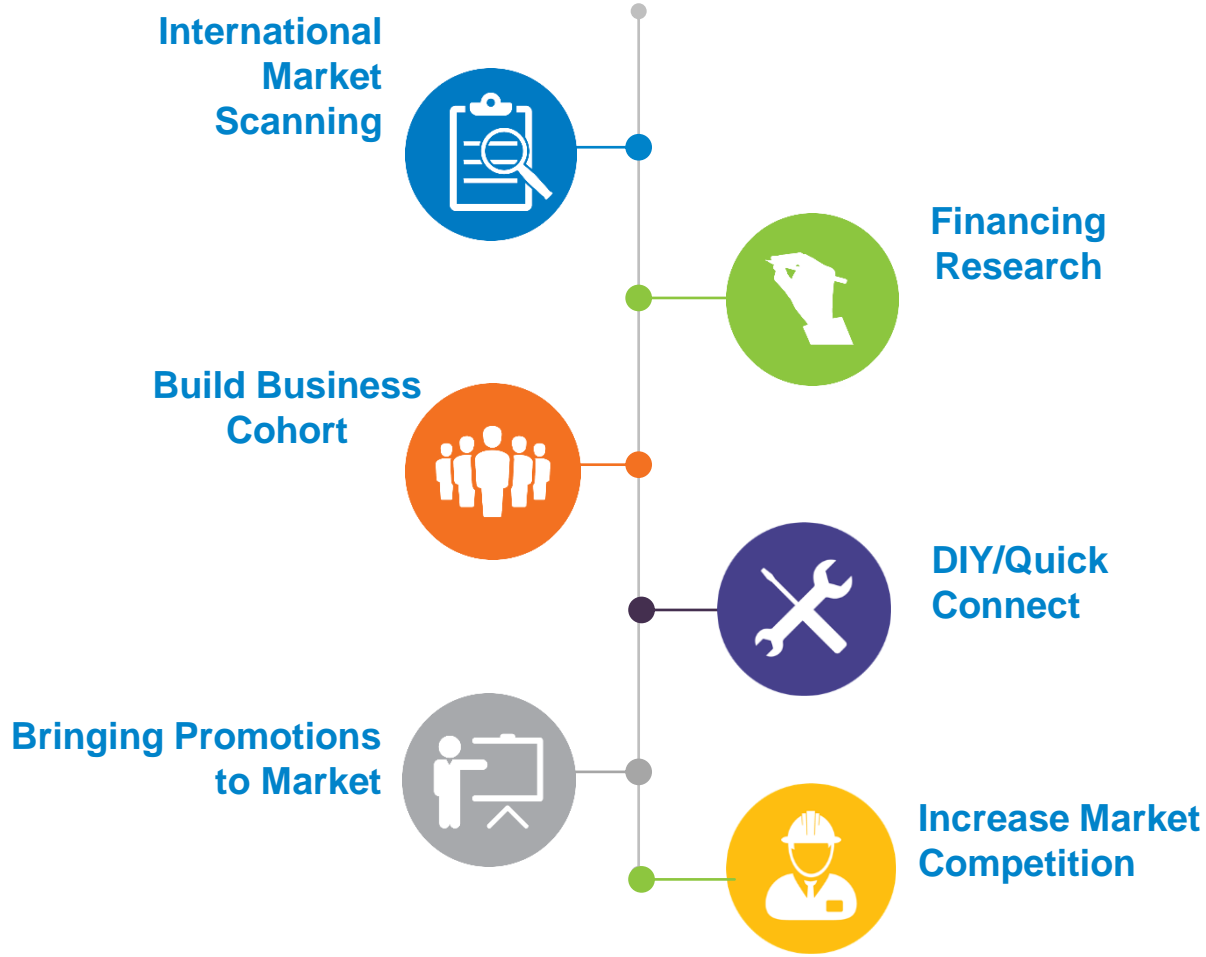 International
Market
Scanning
Financing
Research
Build Business
Cohort
DIY/Quick
Connect
Bringing Promotions
to Market
Increase Market
Competition